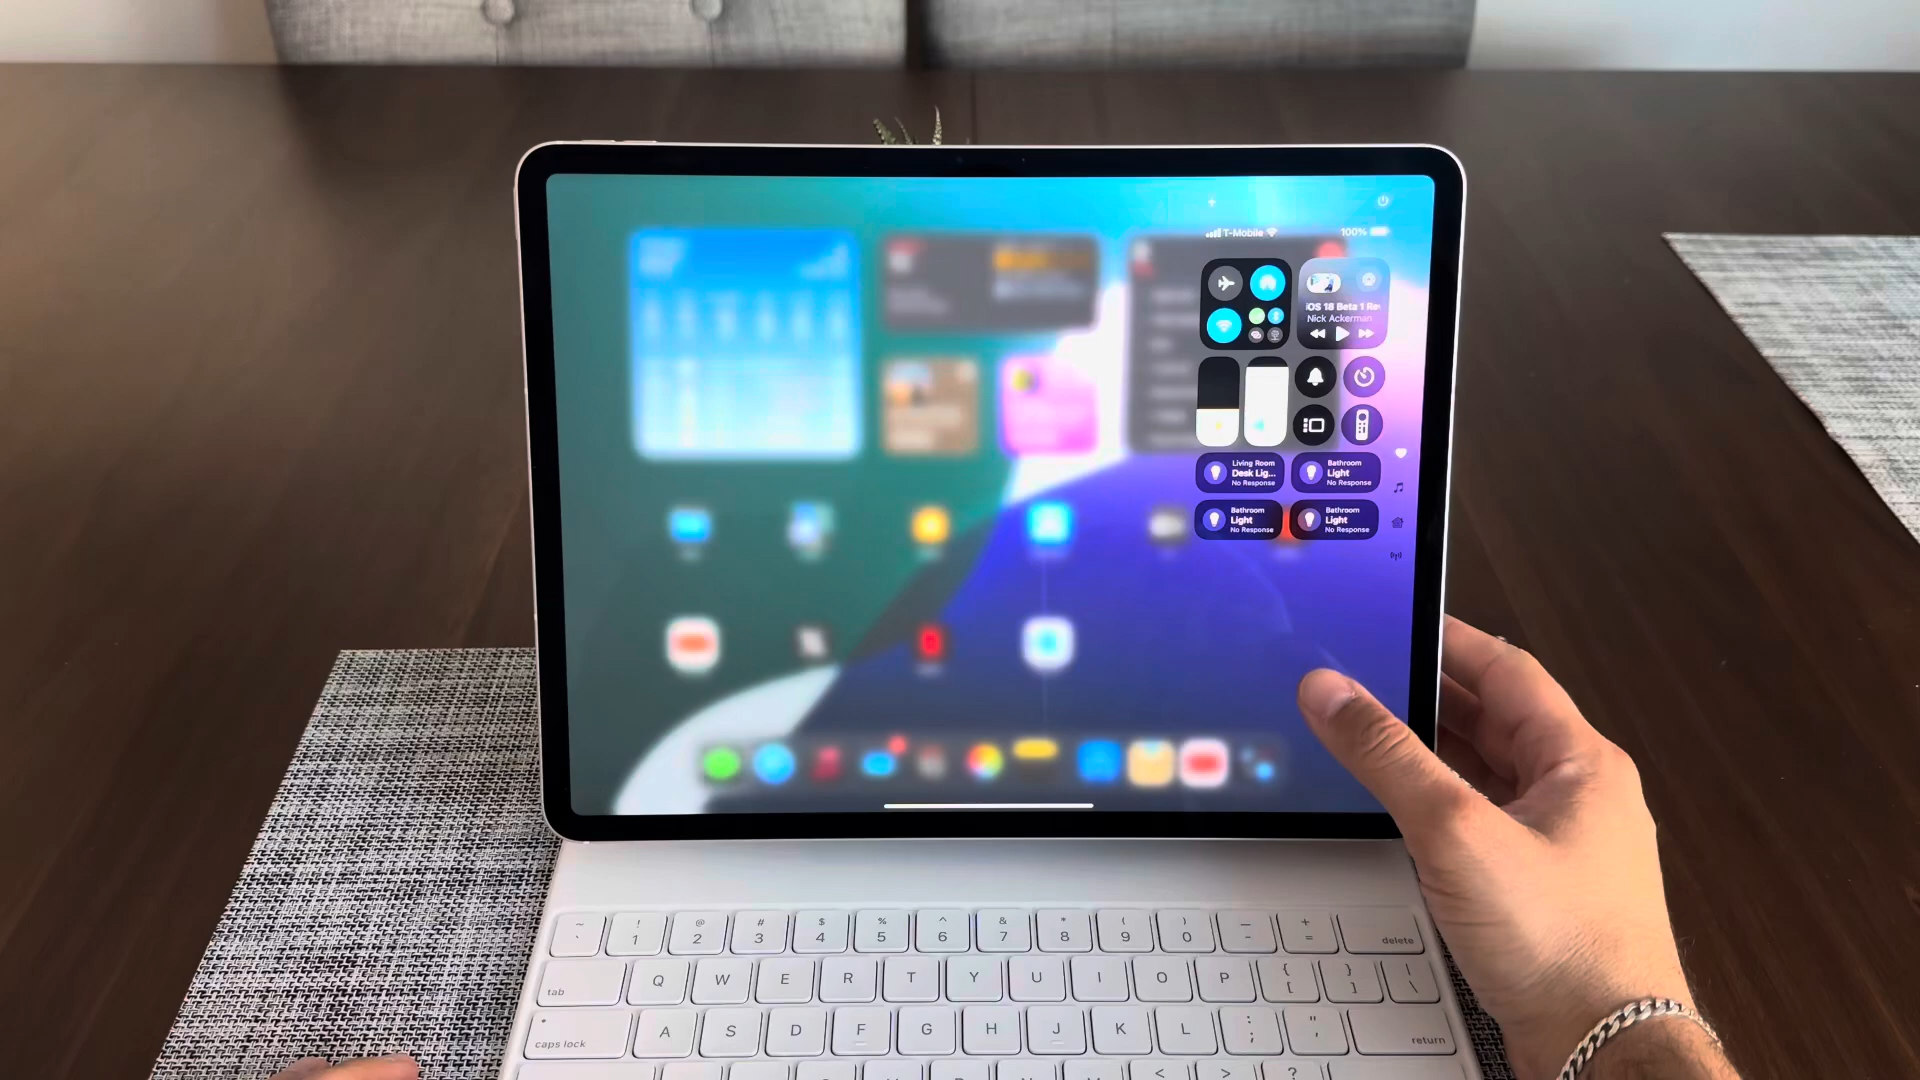 T-Mobile 100%
iOS 18 Beta 1 Re
Nick Ackerman
Living Room
Desk Lig...
No Response
Bathroom
Light
No Response
Bathroom
Light
No Response
Bathroom
Light
No Response
~ ! @ # $ % ^ & * ( ) — +
` 1 2 3 4 5 6 7 8 9 0 - = delete
tab Q W E R T Y U I O P { [ } ] | \
caps lock A S D F G H J K L : ; " ' return
< > ?